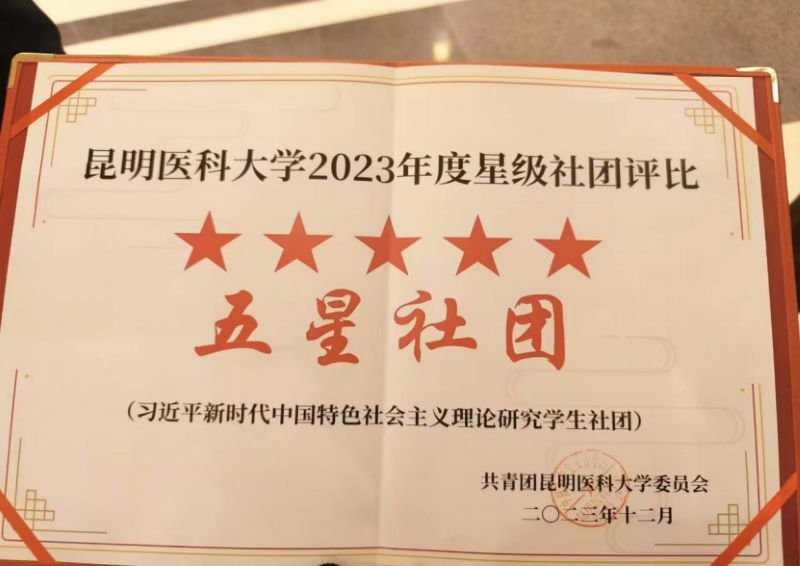 昆明医科大学2023年度星级社团评比
五星社团
（习近平新时代中国特色社会主义理论研究学生社团）
共青团昆明医科大学委员会
二〇二三年十二月